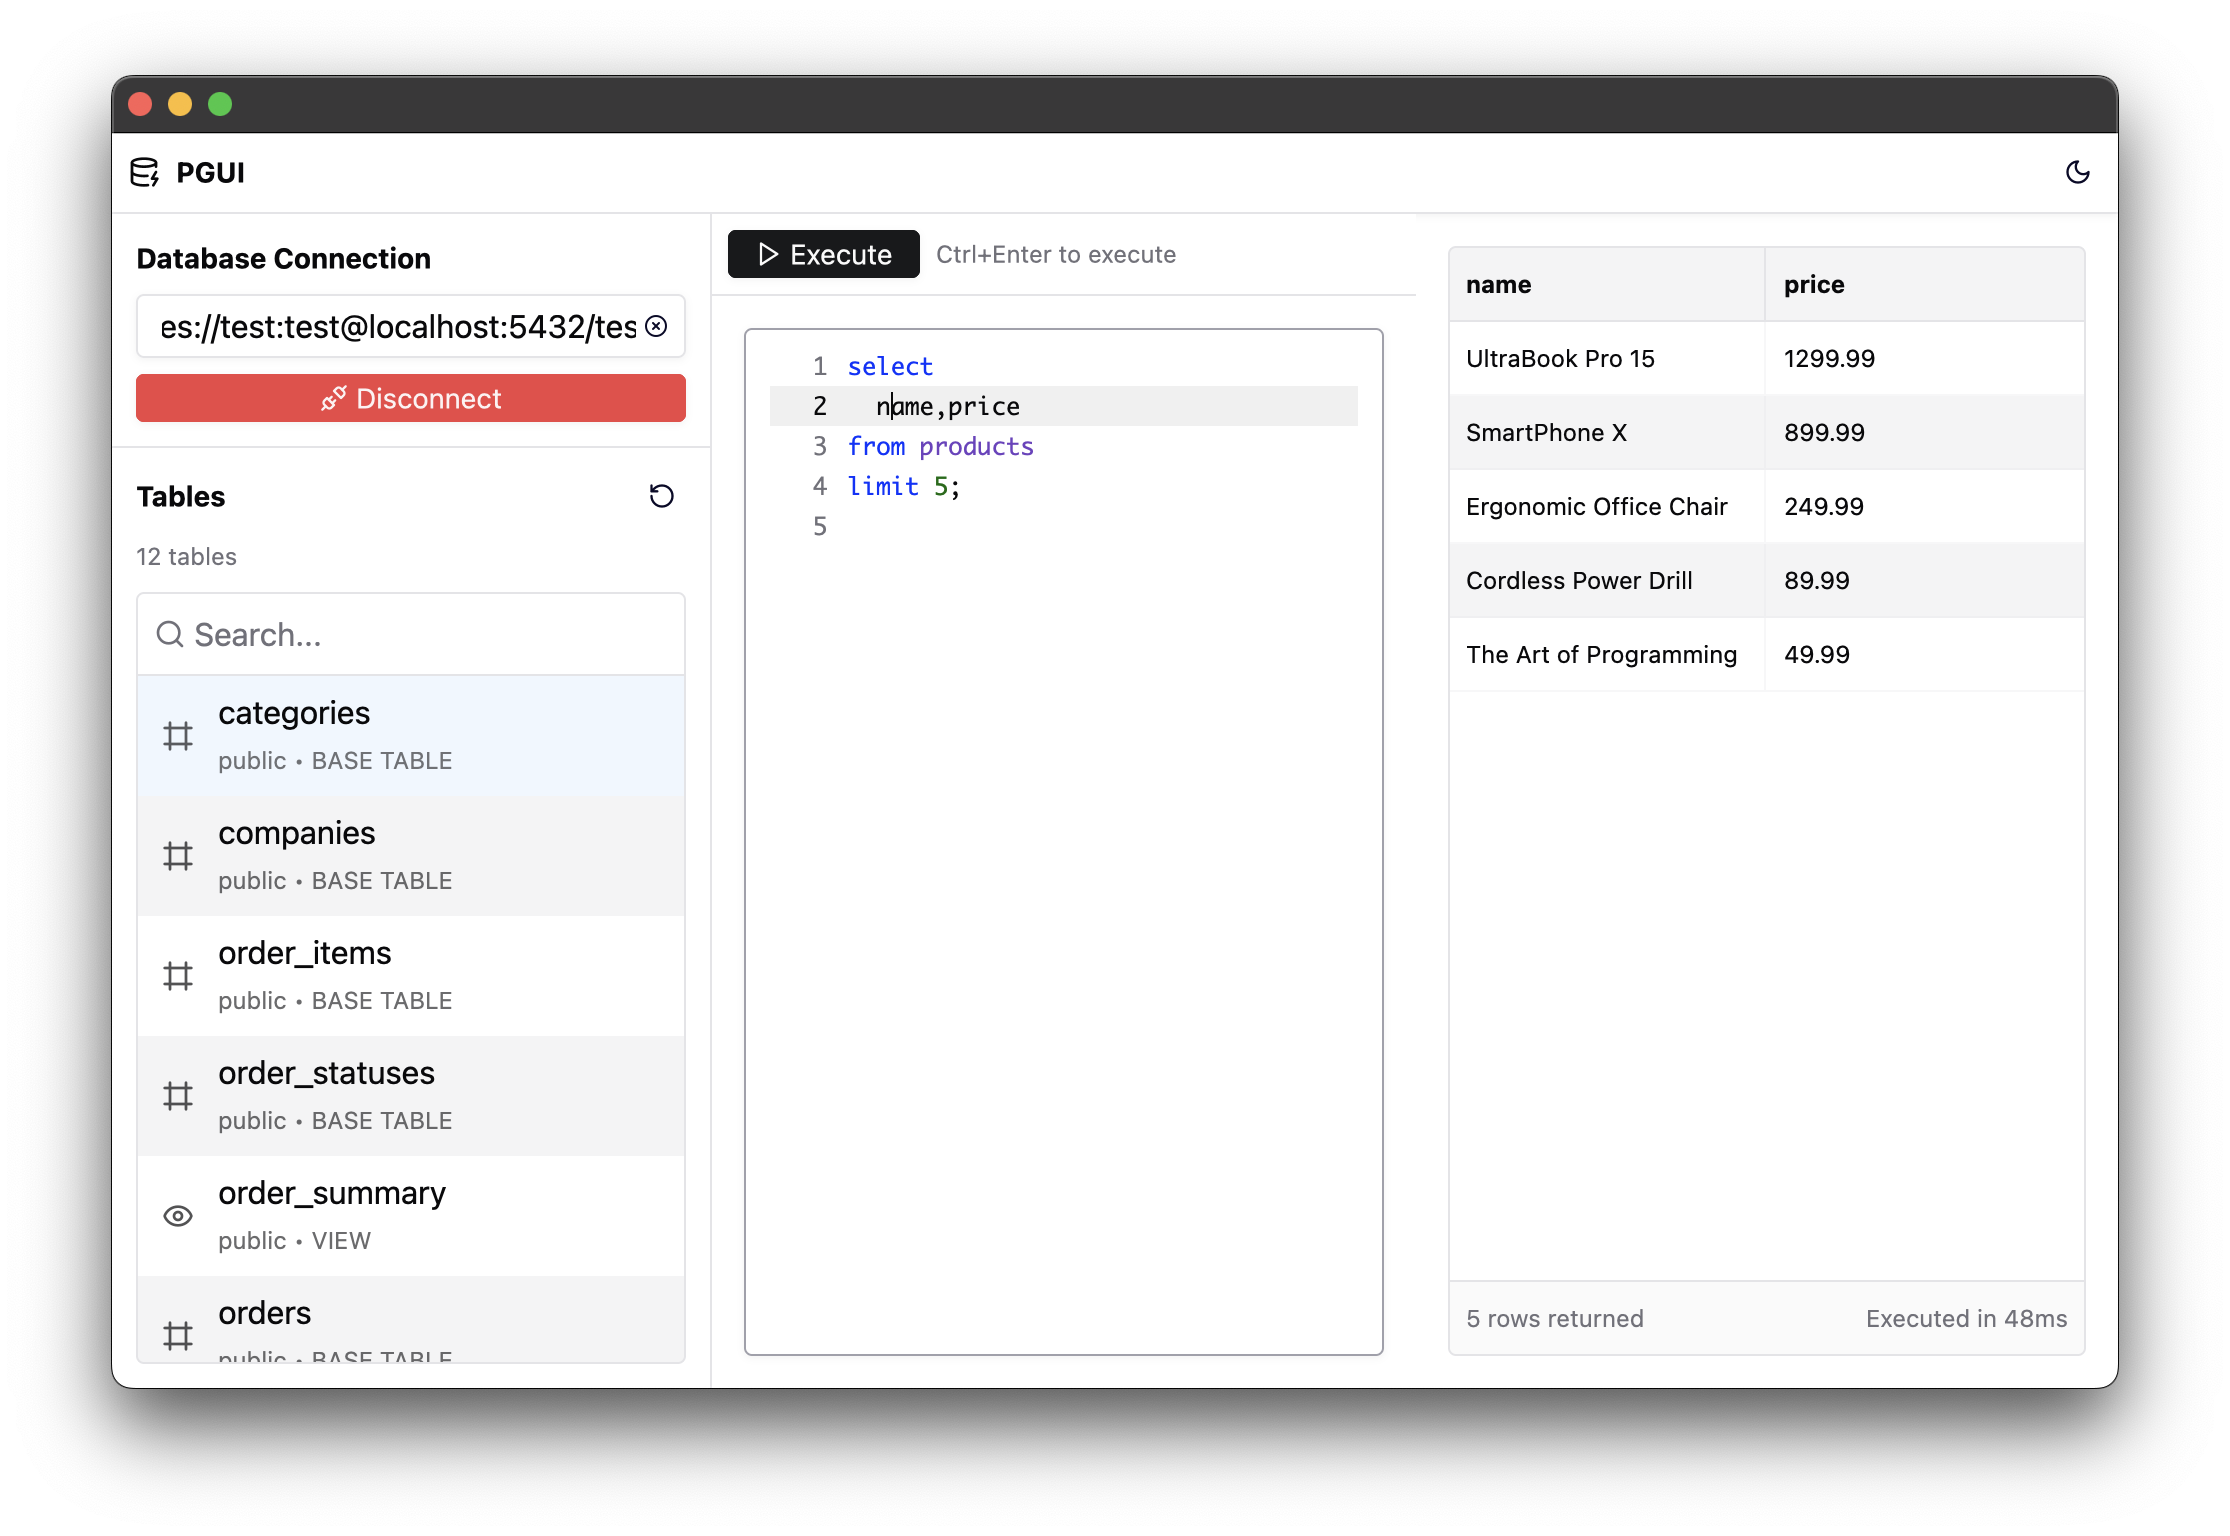 PGUI
Database Connection
es://test:test@localhost:5432/tes
Disconnect
Tables
12 tables
Search...
categories
public • BASE TABLE
companies
public • BASE TABLE
order_items
public • BASE TABLE
order_statuses
public • BASE TABLE
order_summary
public • VIEW
orders
public • BASE TABLE
Execute Ctrl+Enter to execute
1 select
2 name,price
3 from products
4 limit 5;
5
name price
UltraBook Pro 15 1299.99
SmartPhone X 899.99
Ergonomic Office Chair 249.99
Cordless Power Drill 89.99
The Art of Programming 49.99
5 rows returned Executed in 48ms